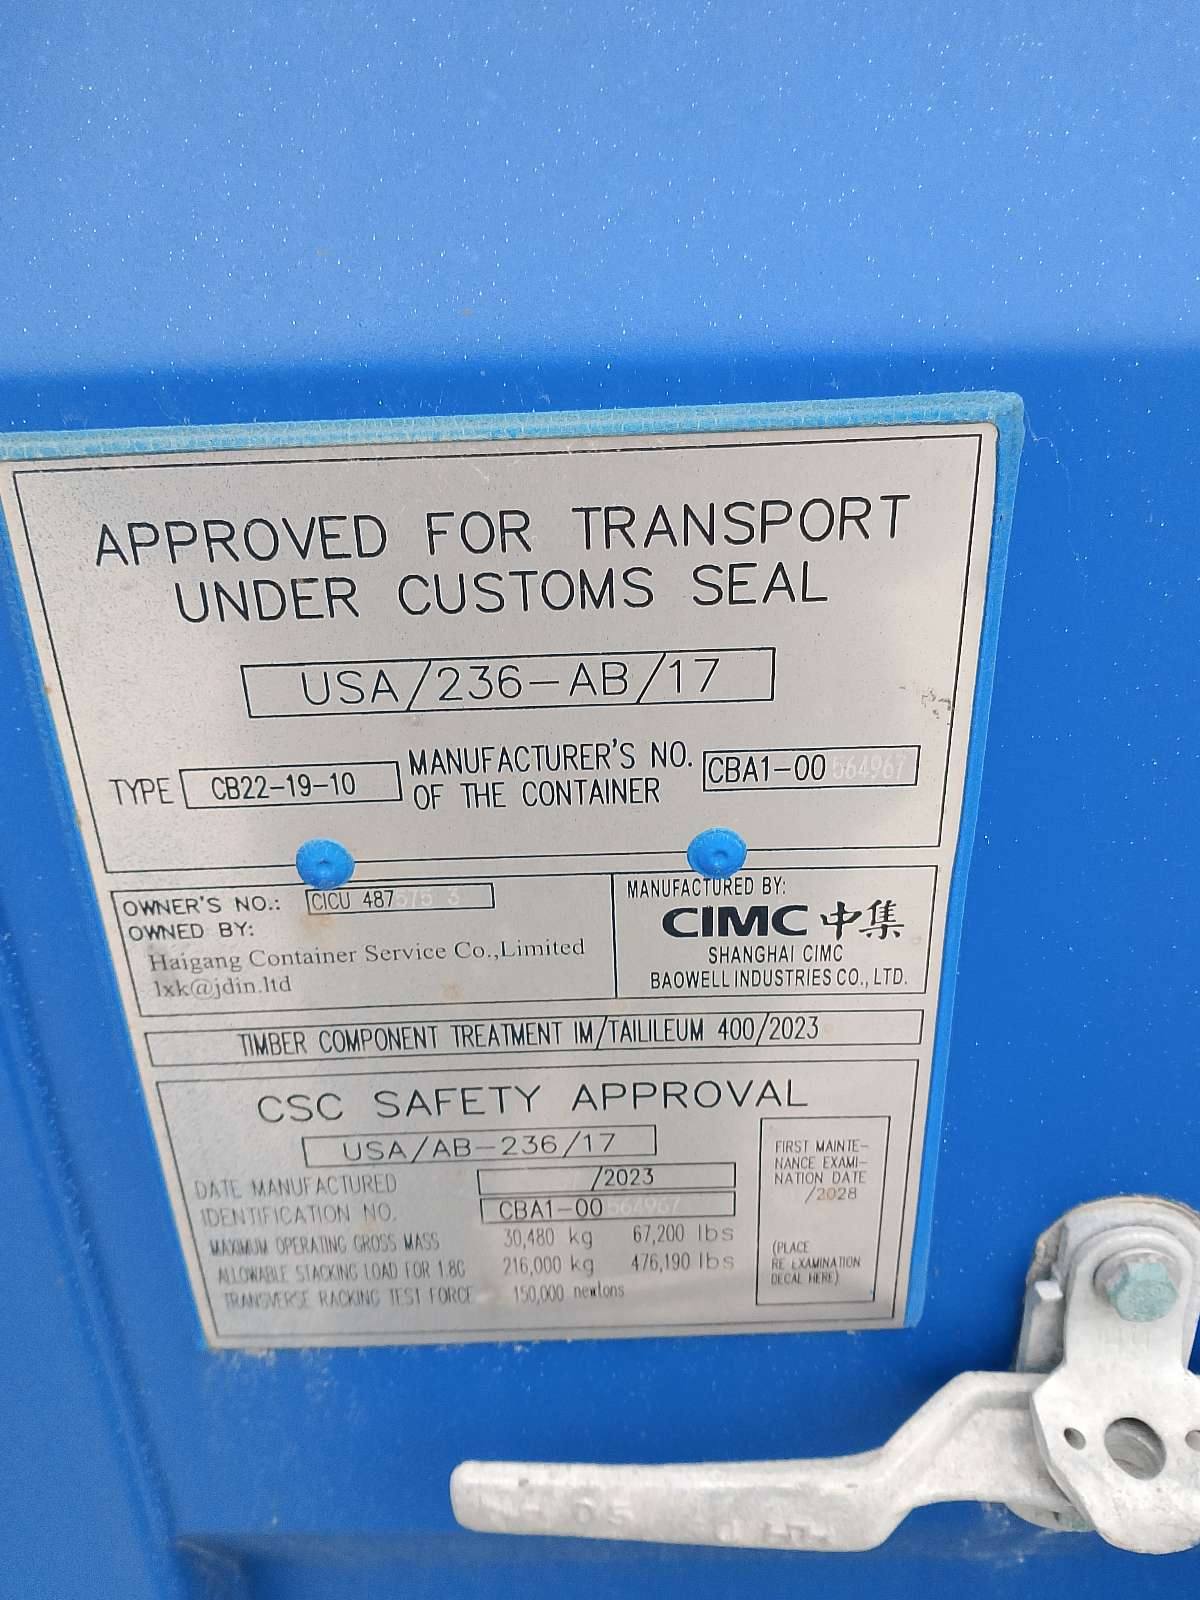 APPROVED FOR TRANSPORT
UNDER CUSTOMS SEAL
USA/236-AB/17
TYPE CB22-19-10
MANUFACTURER'S NO.
OF THE CONTAINER
CBA1-00564967
OWNER'S NO.: CICU 487575 3
OWNED BY:
Haigang Container Service Co.,Limited
lxk@jdin.ltd
MANUFACTURED BY:
CIMC 中集
SHANGHAI CIMC
BAOWELL INDUSTRIES CO., LTD.
TIMBER COMPONENT TREATMENT IM/TAILILEUM 400/2023
CSC SAFETY APPROVAL
USA/AB-236/17
DATE MANUFACTURED /2023
IDENTIFICATION NO. CBA1-00564967
MAXIMUM OPERATING GROSS MASS 30,480 kg 67,200 lbs
ALLOWABLE STACKING LOAD FOR 1.8G 216,000 kg 476,190 lbs
TRANSVERSE RACKING TEST FORCE 150,000 newtons
FIRST MAINTE-
NANCE EXAMI-
NATION DATE
/2028
(PLACE
RE EXAMINATION
DECAL HERE)